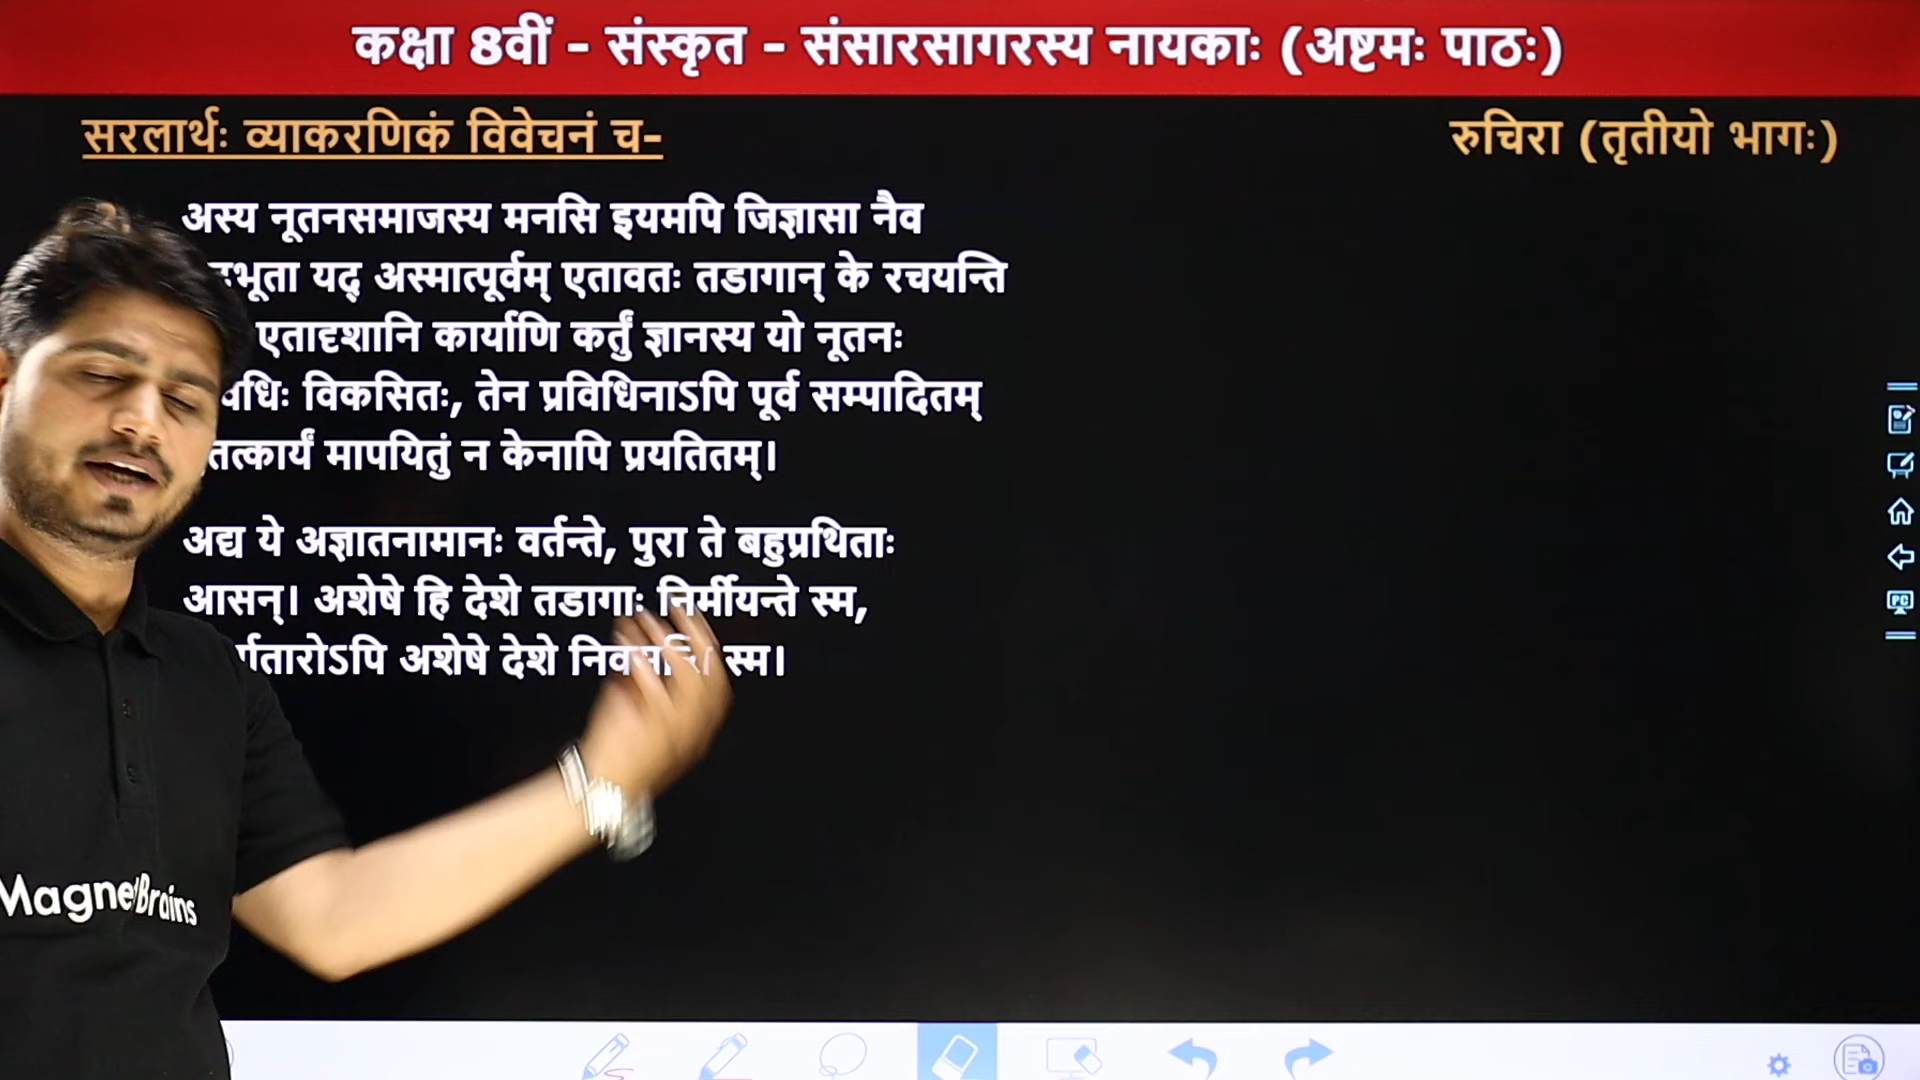 कक्षा 8वीं - संस्कृत - संसारसागरस्य नायकाः (अष्टमः पाठः)
सरलार्थः व्याकरणिकं विवेचनं च-
रुचिरा (तृतीयो भागः)
अस्य नूतनसमाजस्य मनसि इयमपि जिज्ञासा नैव
यद् अस्मात्पूर्वम् एतावतः तडागान् के रचयन्ति
एतादृशानि कार्याणि कर्तुं ज्ञानस्य यो नूतनः
विकसितः, तेन प्रविधिनाऽपि पूर्व सम्पादितम्
मापयितुं न केनापि प्रयतितम्।
अद्य ये अज्ञातनामानः वर्तन्ते, पुरा ते बहुप्रथिताः
आसन्। अशेषे हि देशे तडागाः निर्मीयन्ते स्म,
अशेषे देशे स्म।
MagnetBrains
PC